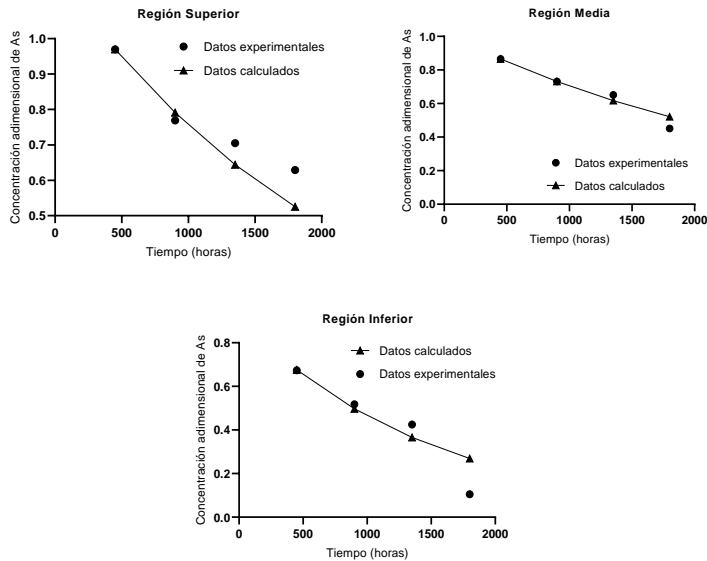 Región Superior
Concentración adimensional de As
1.0
0.9
0.8
0.7
0.6
0.5
0
500
1000
1500
2000
Tiempo (horas)
Datos experimentales
Datos calculados
Región Media
Concentración adimensional de As
1.0
0.8
0.6
0.4
0.2
0.0
0
500
1000
1500
2000
Tiempo (horas)
Datos experimentales
Datos calculados
Región Inferior
Concentración adimensional de As
0.8
0.6
0.4
0.2
0.0
0
500
1000
1500
2000
Tiempo (horas)
Datos calculados
Datos experimentales